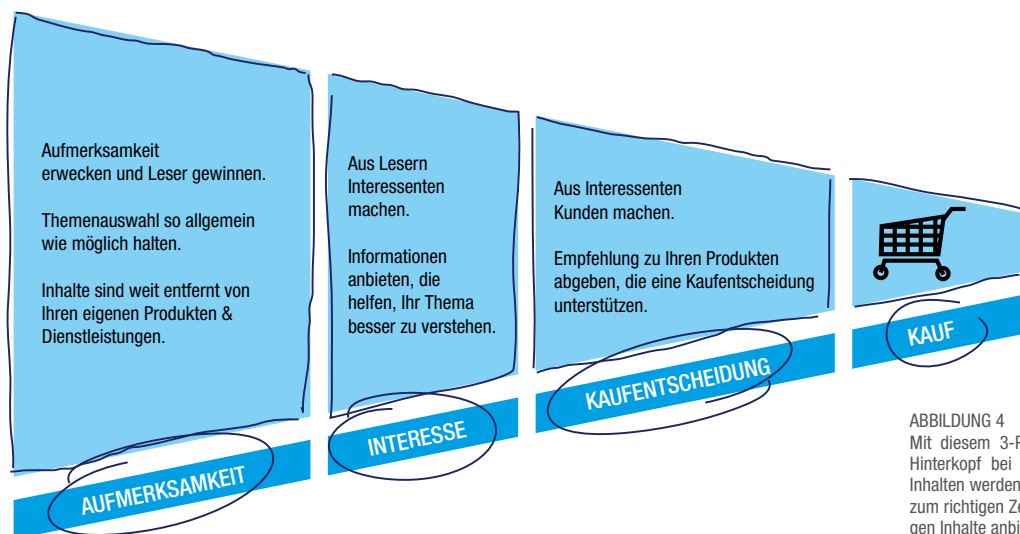 Aufmerksamkeit
erwecken und Leser gewinnen.
Themenauswahl so allgemein
wie möglich halten.
Inhalte sind weit entfernt von
Ihren eigenen Produkten &
Dienstleistungen.
AUFMERKSAMKEIT
Aus Lesern
Interessenten
machen.
Informationen
anbieten, die
helfen, Ihr Thema
besser zu verstehen.
INTERESSE
Aus Interessenten
Kunden machen.
Empfehlung zu Ihren Produkten
abgeben, die eine Kaufentscheidung
unterstützen.
KAUFENTSCHEIDUNG
KAUF
ABBILDUNG 4
Mit diesem 3-
Hinterkopf bei
Inhalten werden
zum richtigen
gen Inhalte